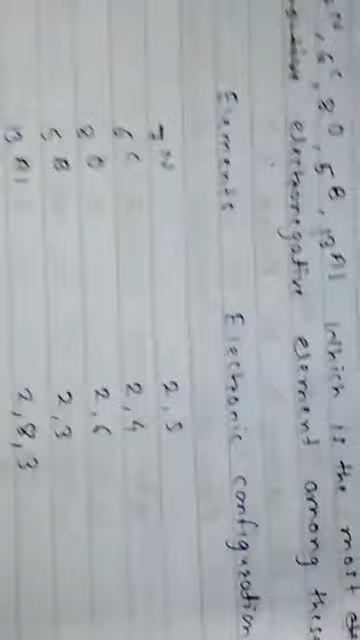 7N, 6C, 8O, 5B, 13Al which is the most
electronegative element among these
Elements Electronic configuration
7N 2,5
6C 2,4
8O 2,6
5B 2,3
13Al 2,8,3